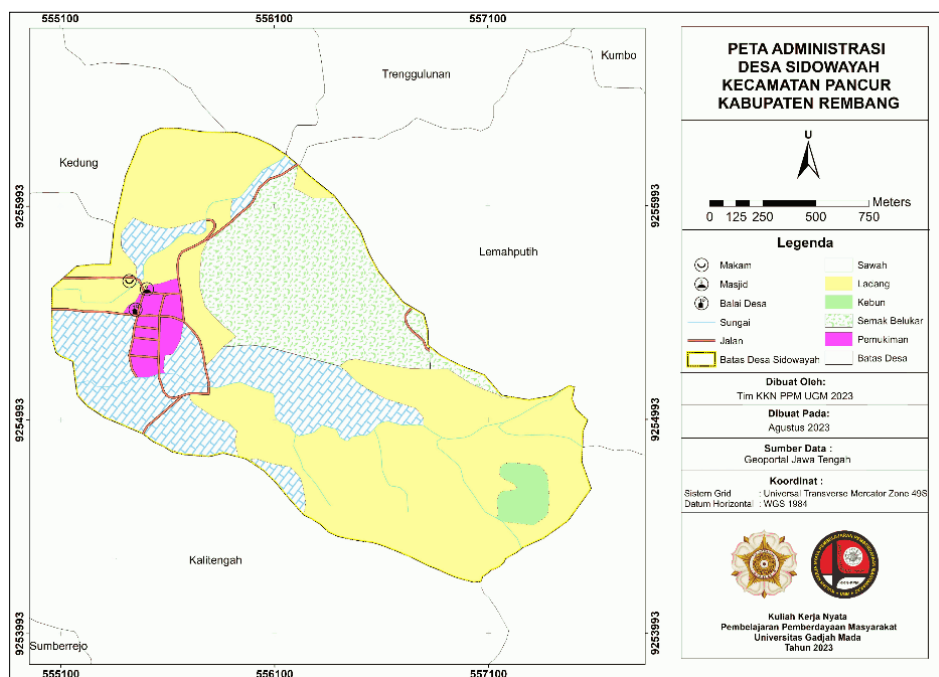 555100 556100 557100
Kumbo
Trenggulunan
Kedung
Lemahputih
Kalitengah
Sumberrejo
9255993
9254993
9253993
9255993
9254993
9253993
555100 556100 557100
PETA ADMINISTRASI
DESA SIDOWAYAH
KECAMATAN PANCUR
KABUPATEN REMBANG
U
Meters
0 125 250 500 750
Legenda
Makam
Masjid
Balai Desa
Sungai
Jalan
Batas Desa Sidowayah
Sawah
Ladang
Kebun
Semak Belukar
Pemukiman
Batas Desa
Dibuat Oleh:
Tim KKN PPM UGM 2023
Dibuat Pada:
Agustus 2023
Sumber Data :
Geoportal Jawa Tengah
Koordinat :
Sistem Grid : Universal Transverse Mercator Zone 49S
Datum Horizontal : WGS 1984
Kuliah Kerja Nyata
Pembelajaran Pemberdayaan Masyarakat
Universitas Gadjah Mada
Tahun 2023